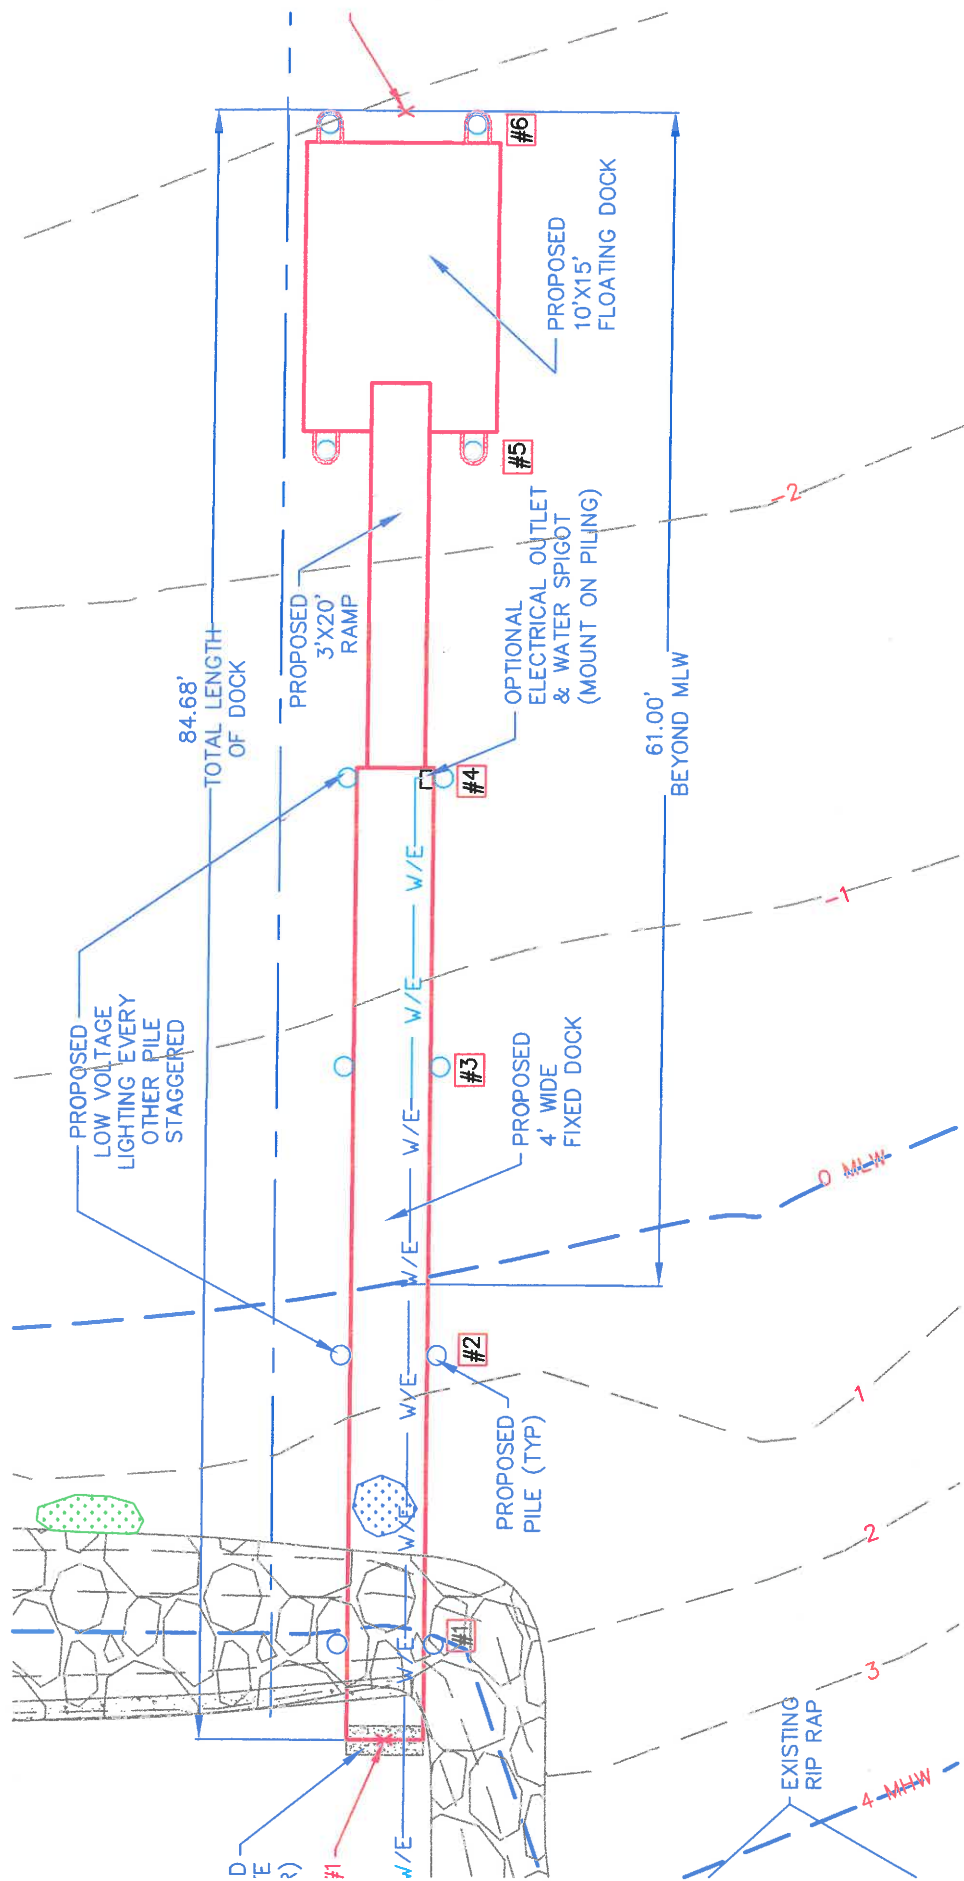 #6
PROPOSED
10'X15'
FLOATING DOCK
#5
-2
84.68'
TOTAL LENGTH
OF DOCK
PROPOSED
3'X20'
RAMP
OPTIONAL
ELECTRICAL OUTLET
& WATER SPIGOT
(MOUNT ON PILING)
61.00'
BEYOND MLW
#4
W/E
-1
W/E
PROPOSED
LOW VOLTAGE
LIGHTING EVERY
OTHER PILE
STAGGERED
#3
W/E
PROPOSED
4' WIDE
FIXED DOCK
0 MLW
W/E
#2
W/E
1
PROPOSED
PILE (TYP)
W/E
2
#1
W/E
3
EXISTING
RIP RAP
4 MHW
W/E
D
TE
R)
#1